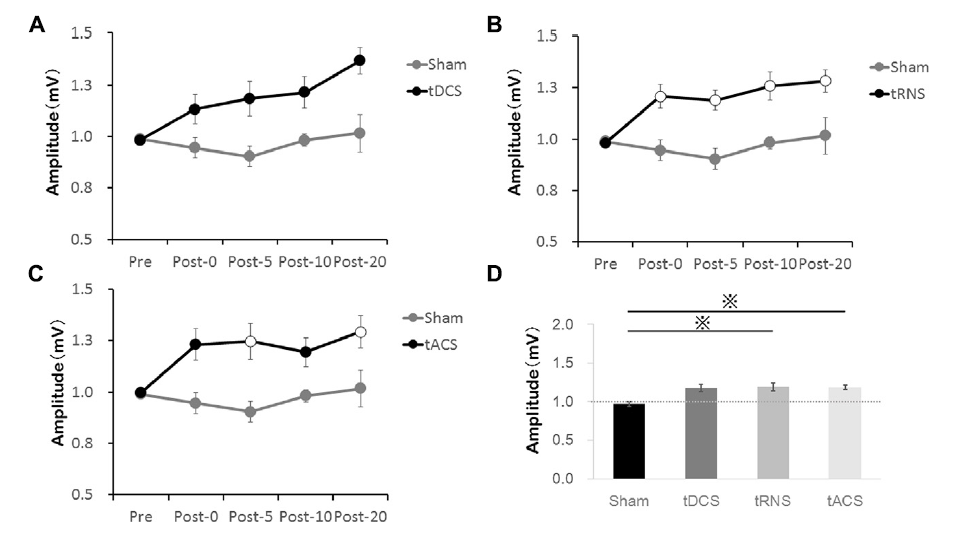 A
Amplitude(mV)
1.5
1.3
1.0
0.8
0.5
Pre Post-0 Post-5 Post-10 Post-20
Sham
tDCS
B
Amplitude(mV)
1.5
1.3
1.0
0.8
0.5
Pre Post-0 Post-5 Post-10 Post-20
Sham
tRNS
C
Amplitude(mV)
1.5
1.3
1.0
0.8
0.5
Pre Post-0 Post-5 Post-10 Post-20
Sham
tACS
D
※
※
Amplitude(mV)
2.0
1.5
1.0
0.5
0.0
Sham tDCS tRNS tACS